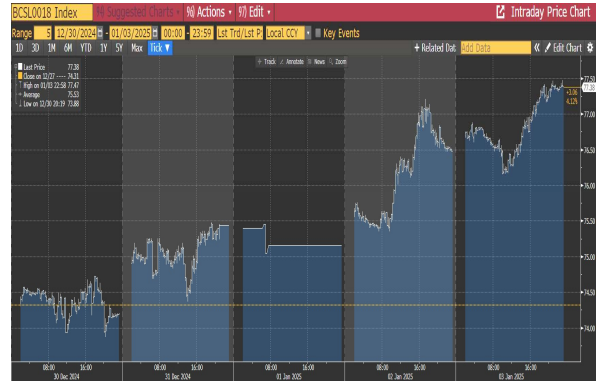 BCSL0018 Index 94) Suggested Charts 96) Actions 97) Edit Intraday Price Chart
Range 5 12/30/2024 - 01/03/2025 00:00 - 23:59 Lst Trd/Lst P: Local CCY Key Events
1D 3D 1M 6M YTD 1Y 5Y Max Tick ▼ + Related Dat Add Data « Edit Chart
+ Track Annotate News Zoom
Last Price 77.38
Close on 12/27 ---- 74.31
High on 01/03 22:58 77.47
Average 75.53
Low on 12/30 20:19 73.88
77.50
77.38
+3.06
4.12%
77.00
76.50
76.00
75.50
75.00
74.50
74.00
08:00 16:00 08:00 16:00 08:00 16:00 08:00 16:00 08:00 16:00
30 Dec 2024 31 Dec 2024 01 Jan 2025 02 Jan 2025 03 Jan 2025